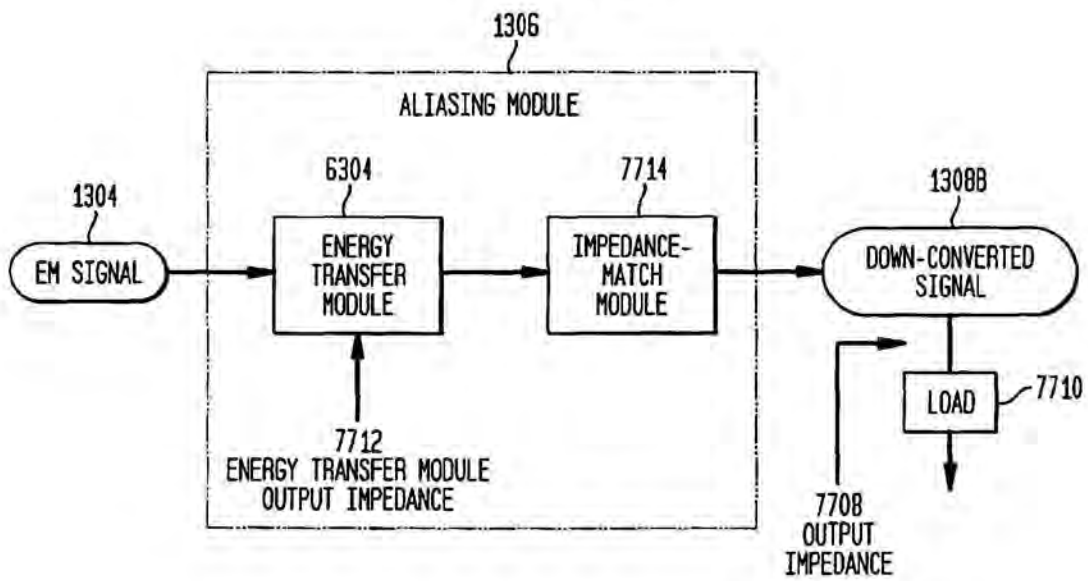 1306
ALIASING MODULE
1304
EM SIGNAL
6304
ENERGY
TRANSFER
MODULE
7714
IMPEDANCE-
MATCH
MODULE
1308B
DOWN-CONVERTED
SIGNAL
7712
ENERGY TRANSFER MODULE
OUTPUT IMPEDANCE
LOAD
7710
7708
OUTPUT
IMPEDANCE